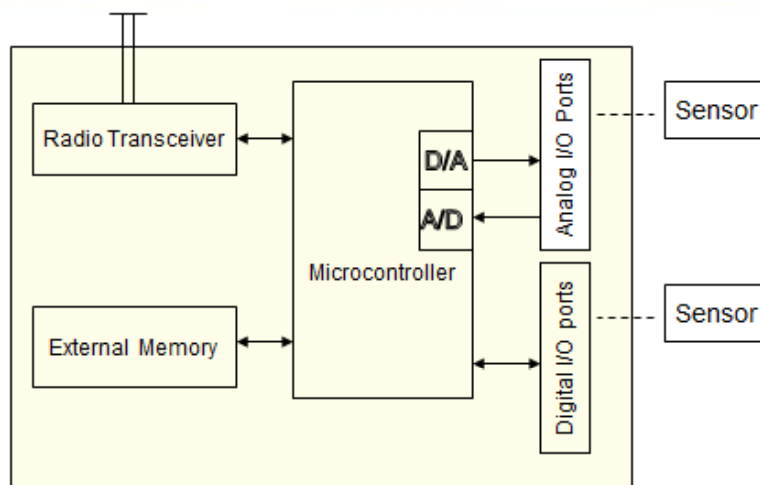 Radio Transceiver
External Memory
Microcontroller
D/A
A/D
Analog I/O Ports
Digital I/O ports
Sensor
Sensor